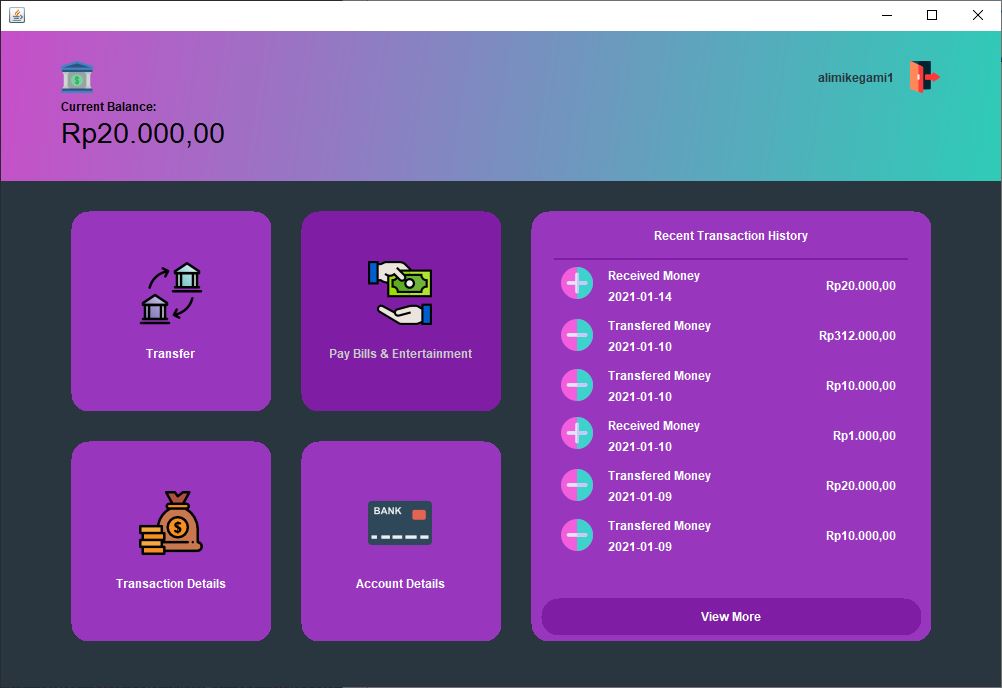 alimikegami1
Current Balance:
Rp20.000,00
Transfer
Pay Bills & Entertainment
BANK
Transaction Details
Account Details
Recent Transaction History
Received Money
2021-01-14
Rp20.000,00
Transfered Money
2021-01-10
Rp312.000,00
Transfered Money
2021-01-10
Rp10.000,00
Received Money
2021-01-10
Rp1.000,00
Transfered Money
2021-01-09
Rp20.000,00
Transfered Money
2021-01-09
Rp10.000,00
View More